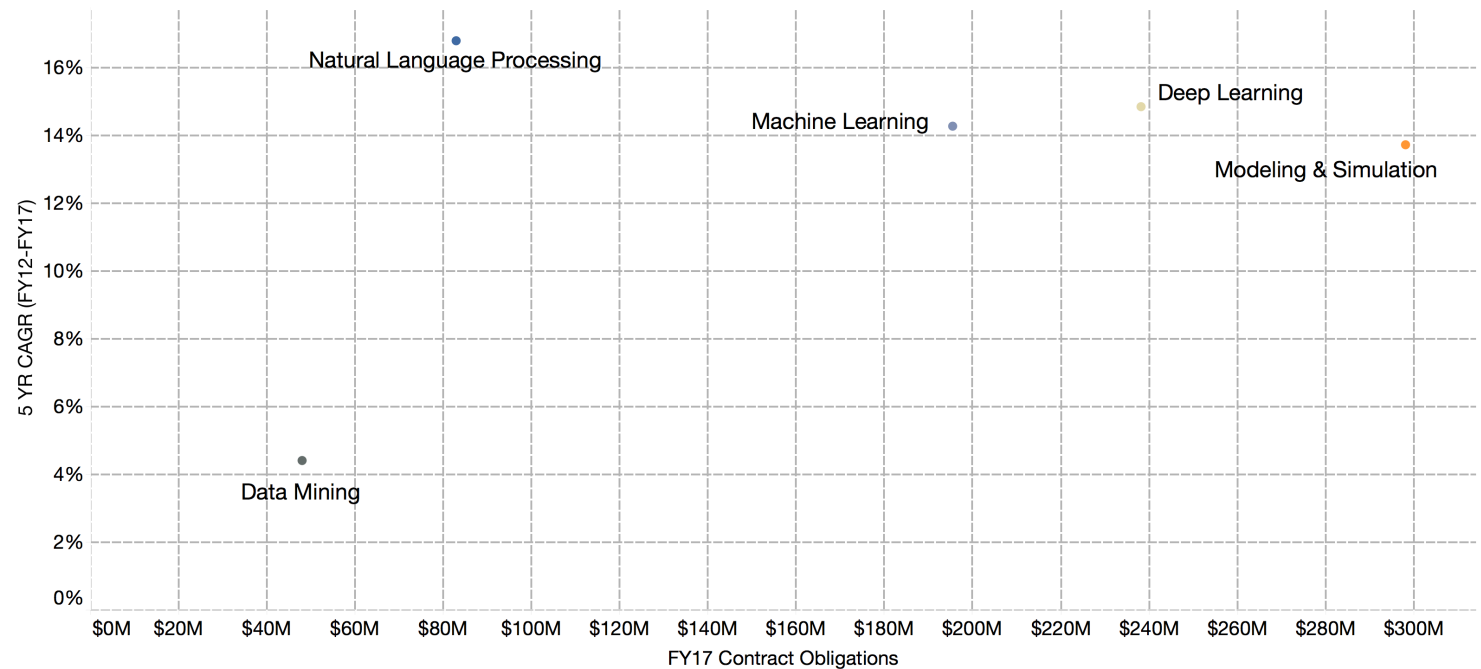 Natural Language Processing
16%
Deep Learning
Machine Learning
14%
Modeling & Simulation
12%
10%
8%
6%
4%
Data Mining
2%
0%
5 YR CAGR (FY12-FY17)
$0M $20M $40M $60M $80M $100M $120M $140M $160M $180M $200M $220M $240M $260M $280M $300M
FY17 Contract Obligations